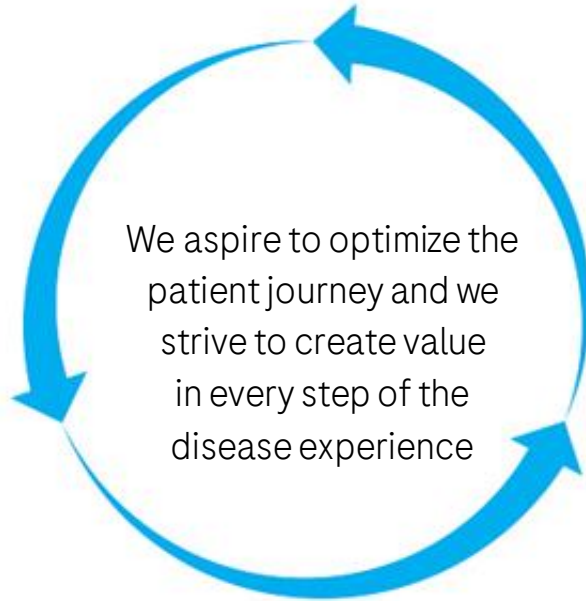 We aspire to optimize the
patient journey and we
strive to create value
in every step of the
disease experience